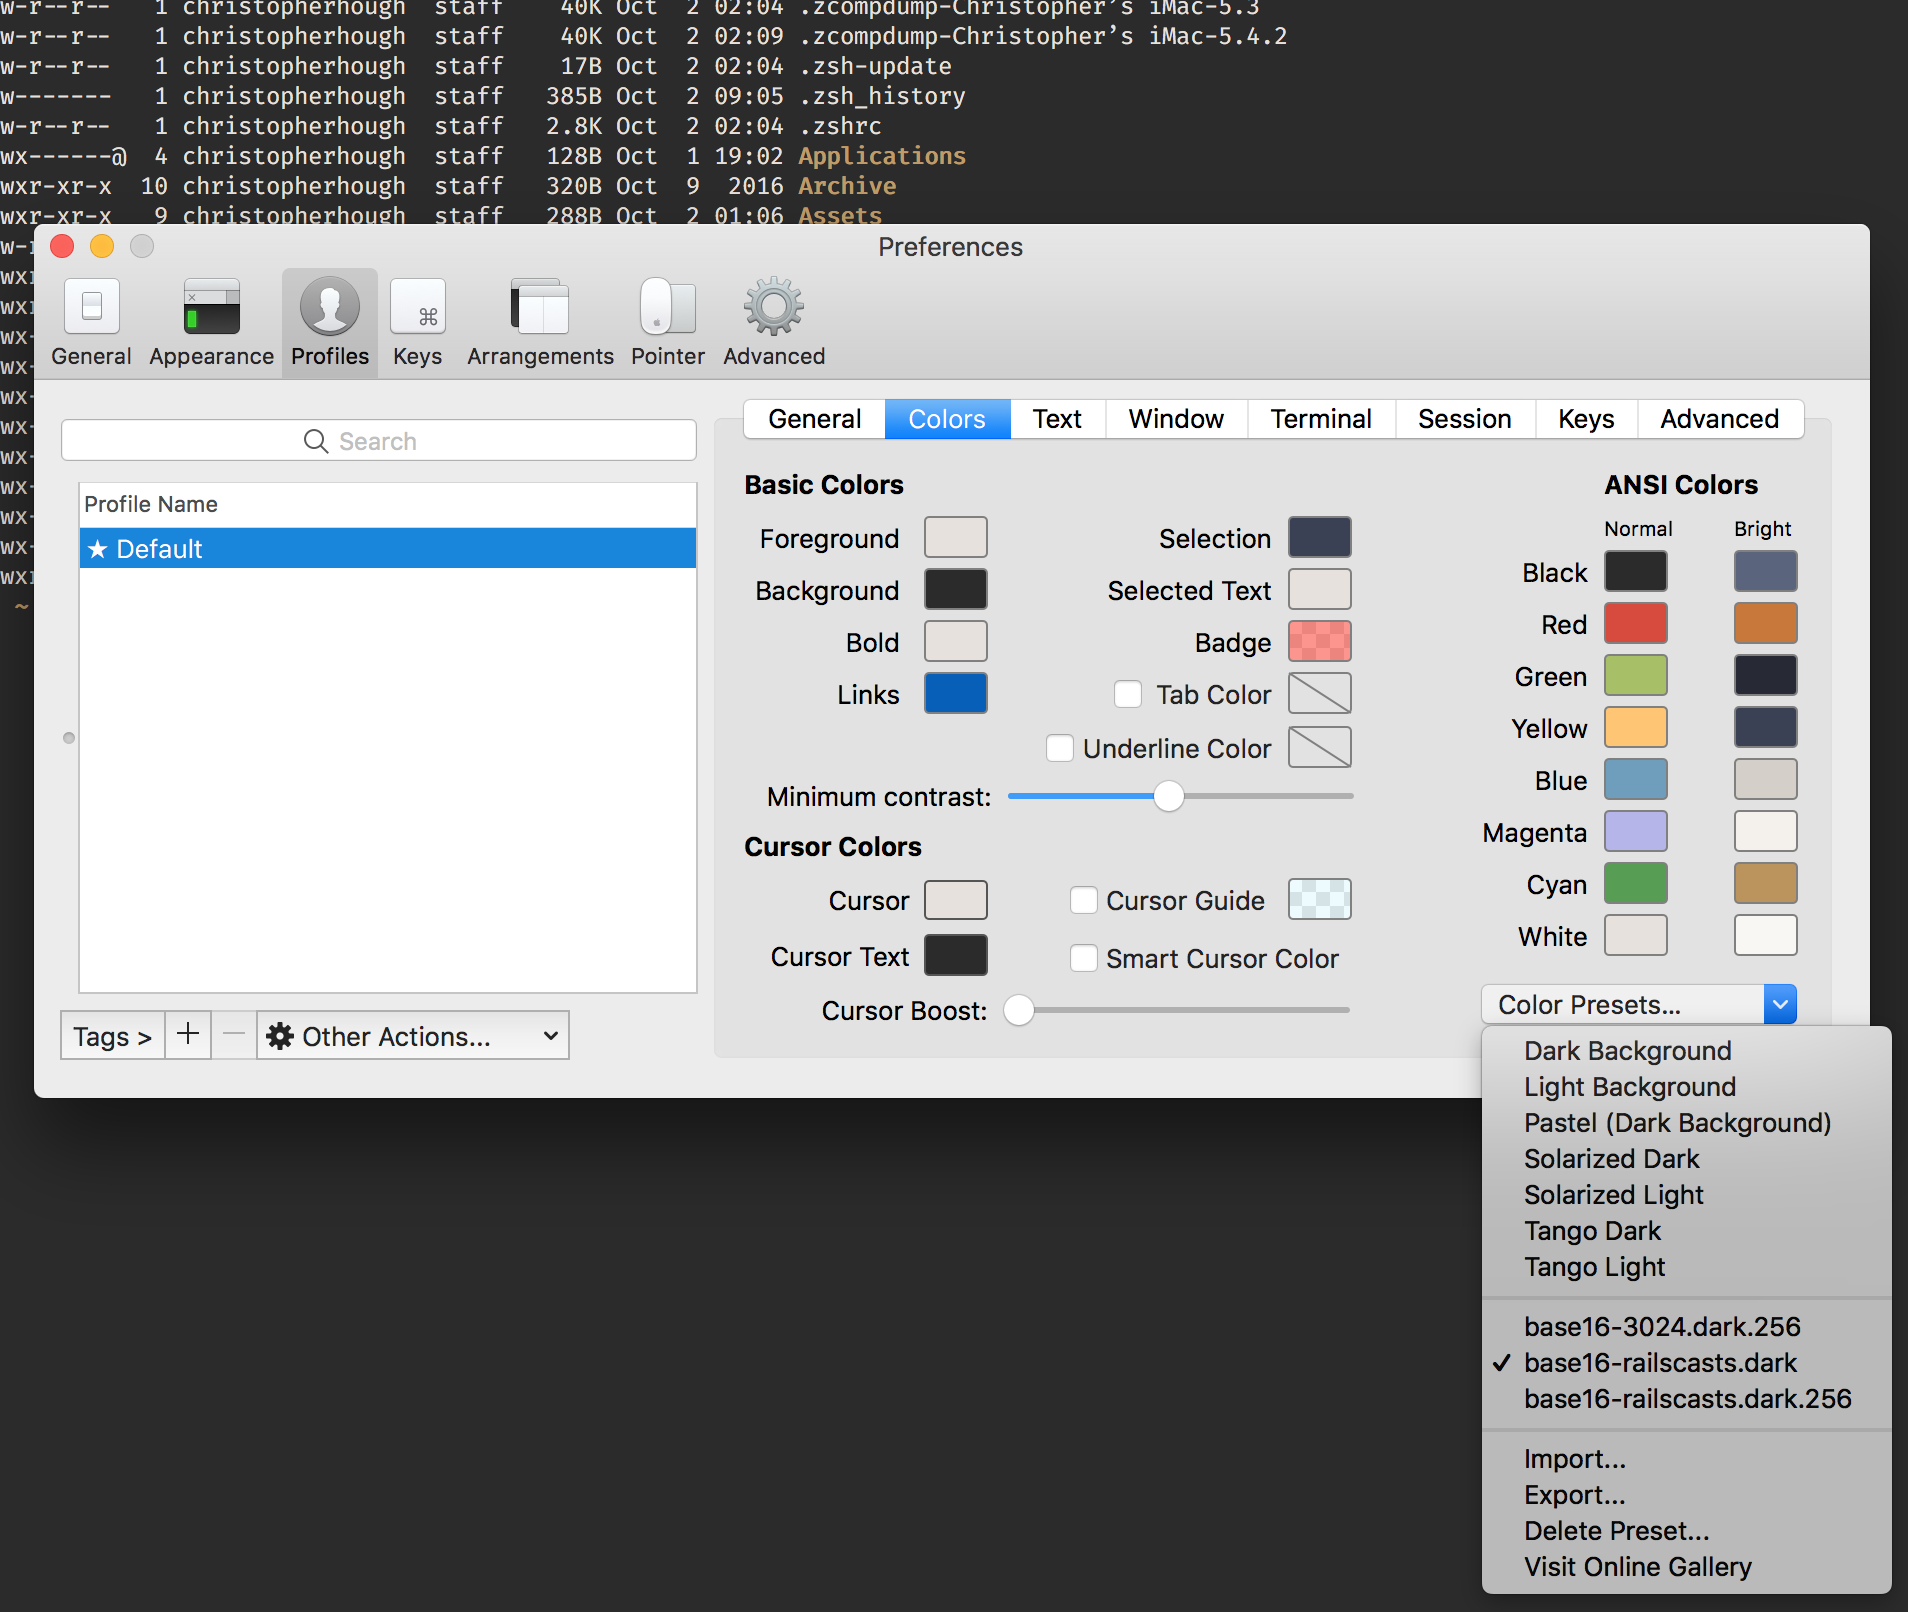 w-r--r--   1 christopherhough  staff    40K Oct  2 02:04 .zcompdump-Christopher’s iMac-5.3
w-r--r--   1 christopherhough  staff    40K Oct  2 02:09 .zcompdump-Christopher’s iMac-5.4.2
w-r--r--   1 christopherhough  staff    17B Oct  2 02:04 .zsh-update
w-------   1 christopherhough  staff   385B Oct  2 09:05 .zsh_history
w-r--r--   1 christopherhough  staff   2.8K Oct  2 02:04 .zshrc
wx------@  4 christopherhough  staff   128B Oct  1 19:02 Applications
wxr-xr-x  10 christopherhough  staff   320B Oct  9  2016 Archive
wxr-xr-x   9 christopherhough  staff   288B Oct  2 01:06 Assets
~
Preferences
General Appearance Profiles Keys Arrangements Pointer Advanced
Search
Profile Name
★ Default
Tags > + − Other Actions...
General Colors Text Window Terminal Session Keys Advanced
Basic Colors
Foreground
Background
Bold
Links
Selection
Selected Text
Badge
Tab Color
Underline Color
Minimum contrast:
Cursor Colors
Cursor
Cursor Text
Cursor Guide
Smart Cursor Color
Cursor Boost:
ANSI Colors
Normal Bright
Black
Red
Green
Yellow
Blue
Magenta
Cyan
White
Color Presets...
Dark Background
Light Background
Pastel (Dark Background)
Solarized Dark
Solarized Light
Tango Dark
Tango Light
base16-3024.dark.256
✓ base16-railscasts.dark
base16-railscasts.dark.256
Import...
Export...
Delete Preset...
Visit Online Gallery